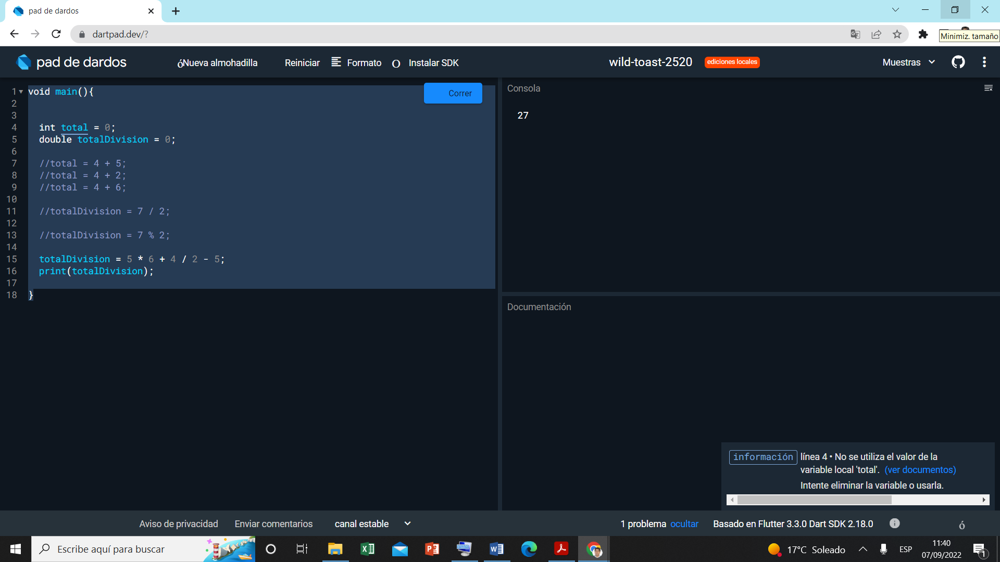 pad de dardos
dartpad.dev/?
Minimiz. tamaño
pad de dardos
óNueva almohadilla
Reiniciar
Formato
O Instalar SDK
wild-toast-2520
ediciones locales
Muestras
Correr
1 void main(){
2
3
4 int total = 0;
5 double totalDivision = 0;
6
7 //total = 4 + 5;
8 //total = 4 + 2;
9 //total = 4 + 6;
10
11 //totalDivision = 7 / 2;
12
13 //totalDivision = 7 % 2;
14
15 totalDivision = 5 * 6 + 4 / 2 - 5;
16 print(totalDivision);
17
18 }
Consola
27
Documentación
información
línea 4 • No se utiliza el valor de la
variable local 'total'. (ver documentos)
Intente eliminar la variable o usarla.
Aviso de privacidad
Enviar comentarios
canal estable
1 problema ocultar
Basado en Flutter 3.3.0 Dart SDK 2.18.0
ó
Escribe aquí para buscar
17°C Soleado
ESP
11:40
07/09/2022
1